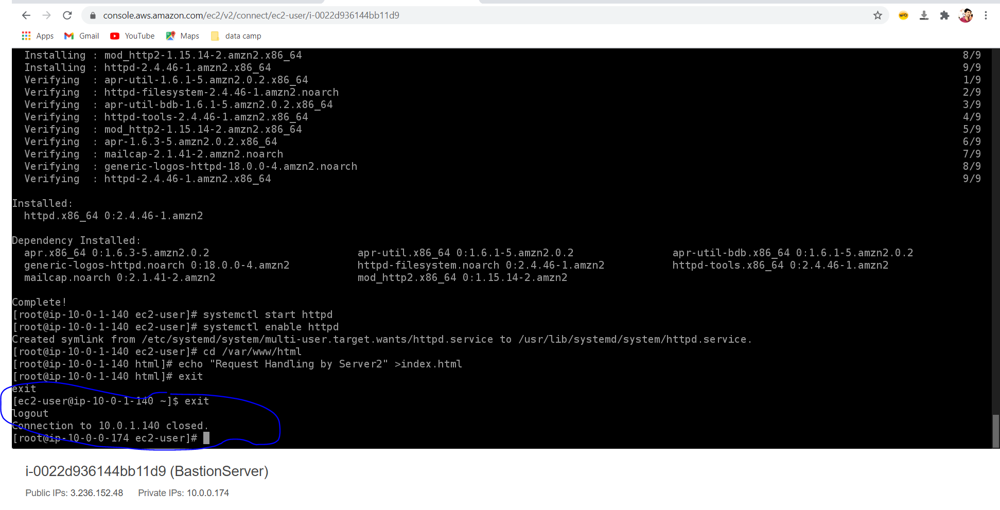 console.aws.amazon.com/ec2/v2/connect/ec2-user/i-0022d936144bb11d9
Apps Gmail YouTube Maps data camp
Installing : mod_http2-1.15.14-2.amzn2.x86_64 8/9
Installing : httpd-2.4.46-1.amzn2.x86_64 9/9
Verifying : apr-util-1.6.1-5.amzn2.0.2.x86_64 1/9
Verifying : httpd-filesystem-2.4.46-1.amzn2.noarch 2/9
Verifying : apr-util-bdb-1.6.1-5.amzn2.0.2.x86_64 3/9
Verifying : httpd-tools-2.4.46-1.amzn2.x86_64 4/9
Verifying : mod_http2-1.15.14-2.amzn2.x86_64 5/9
Verifying : apr-1.6.3-5.amzn2.0.2.x86_64 6/9
Verifying : mailcap-2.1.41-2.amzn2.noarch 7/9
Verifying : generic-logos-httpd-18.0.0-4.amzn2.noarch 8/9
Verifying : httpd-2.4.46-1.amzn2.x86_64 9/9
Installed:
httpd.x86_64 0:2.4.46-1.amzn2
Dependency Installed:
apr.x86_64 0:1.6.3-5.amzn2.0.2 apr-util.x86_64 0:1.6.1-5.amzn2.0.2 apr-util-bdb.x86_64 0:1.6.1-5.amzn2.0.2
generic-logos-httpd.noarch 0:18.0.0-4.amzn2 httpd-filesystem.noarch 0:2.4.46-1.amzn2 httpd-tools.x86_64 0:2.4.46-1.amzn2
mailcap.noarch 0:2.1.41-2.amzn2 mod_http2.x86_64 0:1.15.14-2.amzn2
Complete!
[root@ip-10-0-1-140 ec2-user]# systemctl start httpd
[root@ip-10-0-1-140 ec2-user]# systemctl enable httpd
Created symlink from /etc/systemd/system/multi-user.target.wants/httpd.service to /usr/lib/systemd/system/httpd.service.
[root@ip-10-0-1-140 ec2-user]# cd /var/www/html
[root@ip-10-0-1-140 html]# echo "Request Handling by Server2" >index.html
[root@ip-10-0-1-140 html]# exit
exit
[ec2-user@ip-10-0-1-140 ~]$ exit
logout
Connection to 10.0.1.140 closed.
[root@ip-10-0-0-174 ec2-user]#
i-0022d936144bb11d9 (BastionServer)
Public IPs: 3.236.152.48 Private IPs: 10.0.0.174